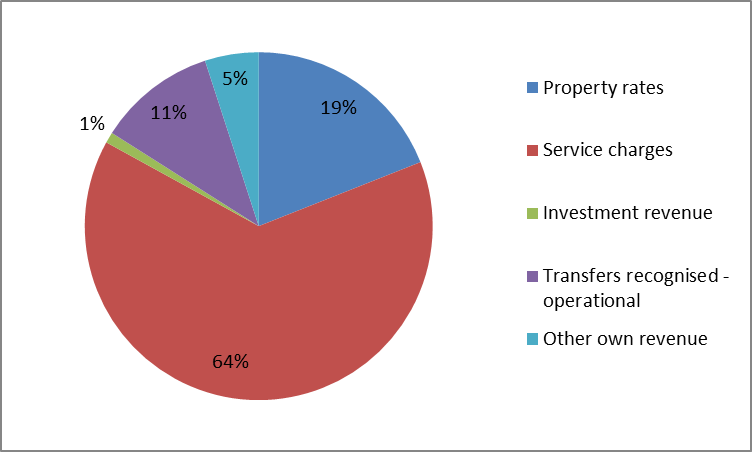 5%
19%
11%
1%
64%
Property rates
Service charges
Investment revenue
Transfers recognised -
operational
Other own revenue